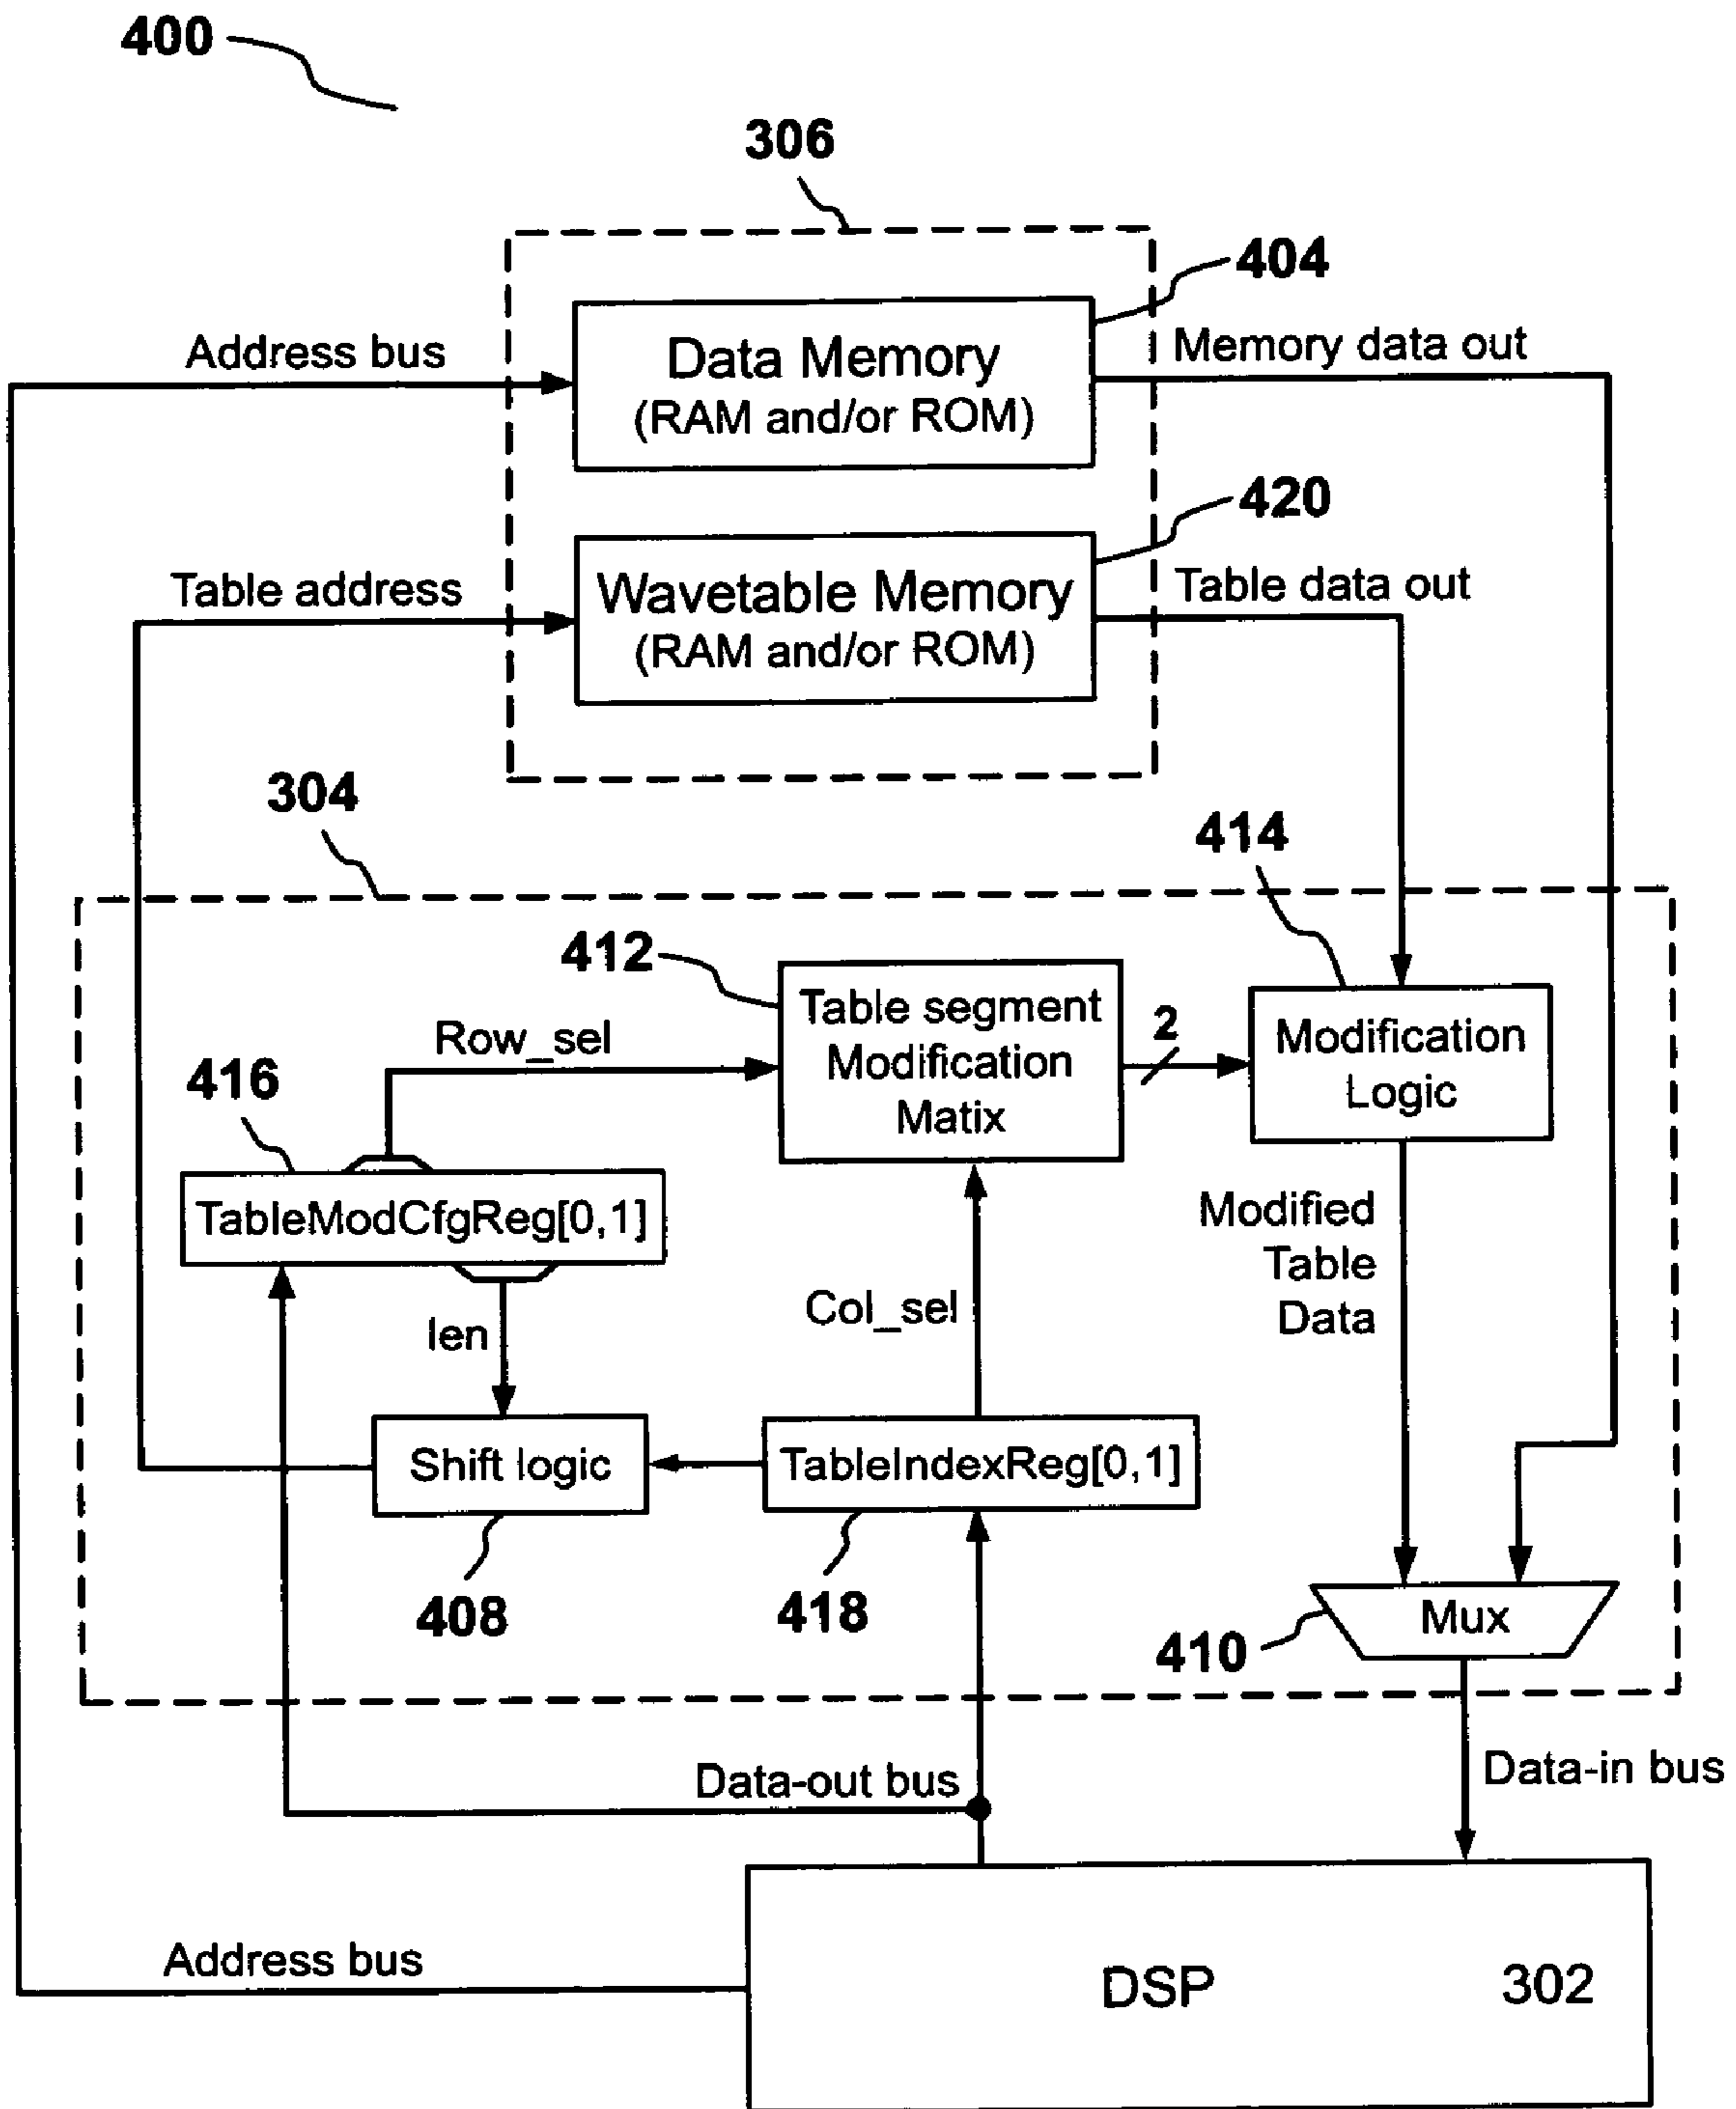 400
306
404
Address bus
Data Memory
(RAM and/or ROM)
Memory data out
420
Table address
Wavetable Memory
(RAM and/or ROM)
Table data out
304
414
412
Table segment
Modification
Matix
2
Modification
Logic
Row_sel
416
TableModCfgReg[0,1]
Modified
Table
Data
len
Col_sel
Shift logic
TableIndexReg[0,1]
408
418
410
Mux
Data-out bus
Data-in bus
Address bus
DSP
302